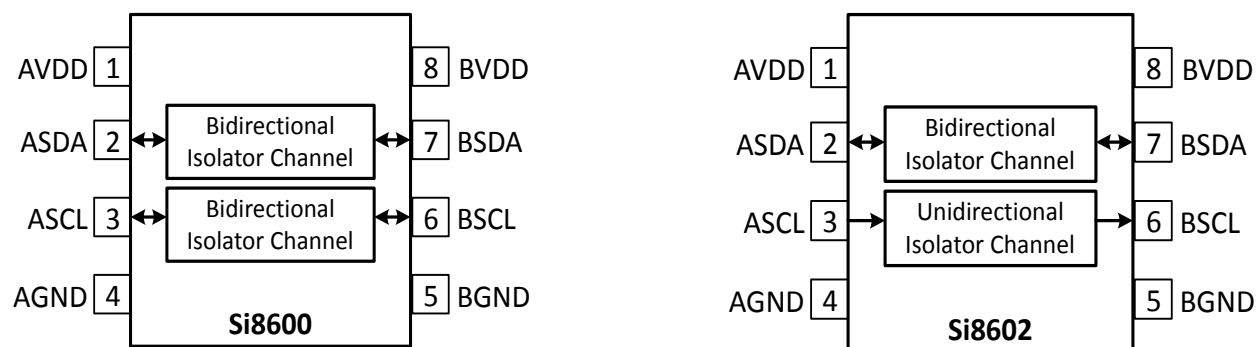 AVDD 1 8 BVDD
ASDA 2 Bidirectional Isolator Channel 7 BSDA
ASCL 3 Bidirectional Isolator Channel 6 BSCL
AGND 4 5 BGND
Si8600
AVDD 1 8 BVDD
ASDA 2 Bidirectional Isolator Channel 7 BSDA
ASCL 3 Unidirectional Isolator Channel 6 BSCL
AGND 4 5 BGND
Si8602